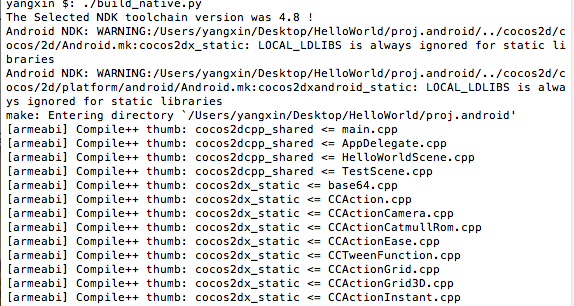 yangxin $: ./build_native.py
The Selected NDK toolchain version was 4.8 !
Android NDK: WARNING:/Users/yangxin/Desktop/HelloWorld/proj.android/../cocos2d/c
ocos/2d/Android.mk:cocos2dx_static: LOCAL_LDLIBS is always ignored for static li
braries
Android NDK: WARNING:/Users/yangxin/Desktop/HelloWorld/proj.android/../cocos2d/c
ocos/2d/platform/android/Android.mk:cocos2dxandroid_static: LOCAL_LDLIBS is alwa
ys ignored for static libraries
make: Entering directory `/Users/yangxin/Desktop/HelloWorld/proj.android'
[armeabi] Compile++ thumb: cocos2dcpp_shared <= main.cpp
[armeabi] Compile++ thumb: cocos2dcpp_shared <= AppDelegate.cpp
[armeabi] Compile++ thumb: cocos2dcpp_shared <= HelloWorldScene.cpp
[armeabi] Compile++ thumb: cocos2dcpp_shared <= TestScene.cpp
[armeabi] Compile++ thumb: cocos2dx_static <= base64.cpp
[armeabi] Compile++ thumb: cocos2dx_static <= CCAction.cpp
[armeabi] Compile++ thumb: cocos2dx_static <= CCActionCamera.cpp
[armeabi] Compile++ thumb: cocos2dx_static <= CCActionCatmullRom.cpp
[armeabi] Compile++ thumb: cocos2dx_static <= CCActionEase.cpp
[armeabi] Compile++ thumb: cocos2dx_static <= CCTweenFunction.cpp
[armeabi] Compile++ thumb: cocos2dx_static <= CCActionGrid.cpp
[armeabi] Compile++ thumb: cocos2dx_static <= CCActionGrid3D.cpp
[armeabi] Compile++ thumb: cocos2dx_static <= CCActionInstant.cpp